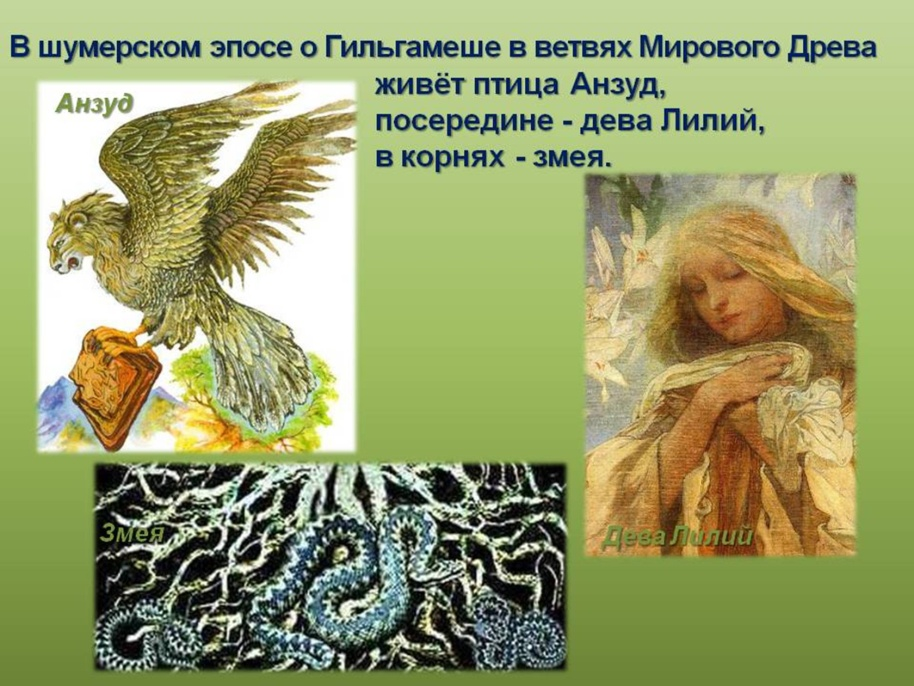 В шумерском эпосе о Гильгамеше в ветвях Мирового Древа
живёт птица Анзуд,
посередине - дева Лилий,
в корнях - змея.
Анзуд
Змея
Дева Лилий